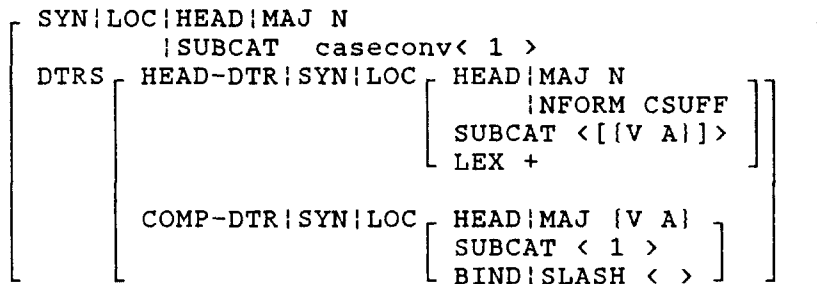 SYN¦LOC¦HEAD¦MAJ N
¦SUBCAT caseconv< 1 >
DTRS HEAD-DTR¦SYN¦LOC HEAD¦MAJ N
¦NFORM CSUFF
SUBCAT <[{V A}]>
LEX +
COMP-DTR¦SYN¦LOC HEAD¦MAJ {V A}
SUBCAT < 1 >
BIND¦SLASH < >